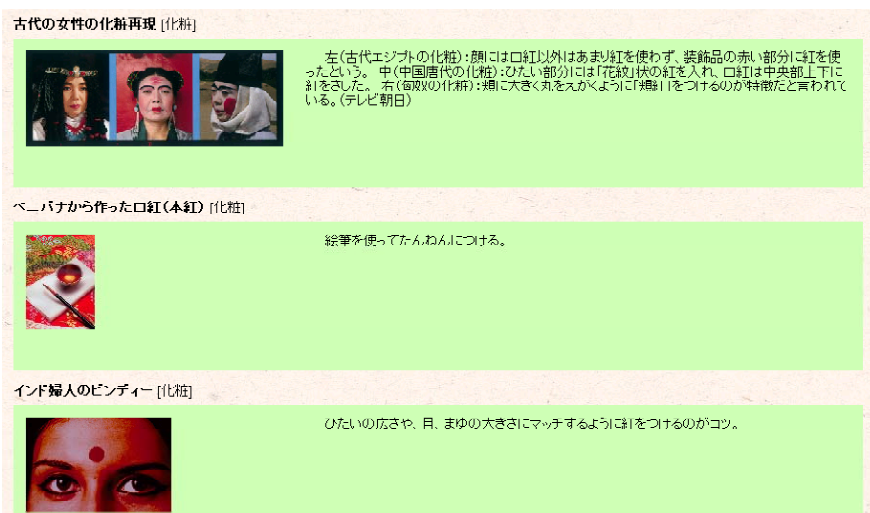 古代の女性の化粧再現 [化粧]
左(古代エジプトの化粧):顔には口紅以外はあまり紅を使わず、装飾品の赤い部分に紅を使
ったという。 中(中国唐代の化粧):ひたい部分には「花紋」状の紅を入れ、口紅は中央部上下に
紅をさした。 右(匈奴の化粧):頬に大きく丸をえがくように「頬紅」をつけるのが特徴だと言われて
いる。(テレビ朝日)
ベニバナから作った口紅(本紅) [化粧]
絵筆を使ってたんねんにつける。
インド婦人のビンディー [化粧]
ひたいの広さや、目、まゆの大きさにマッチするように紅をつけるのがコツ。